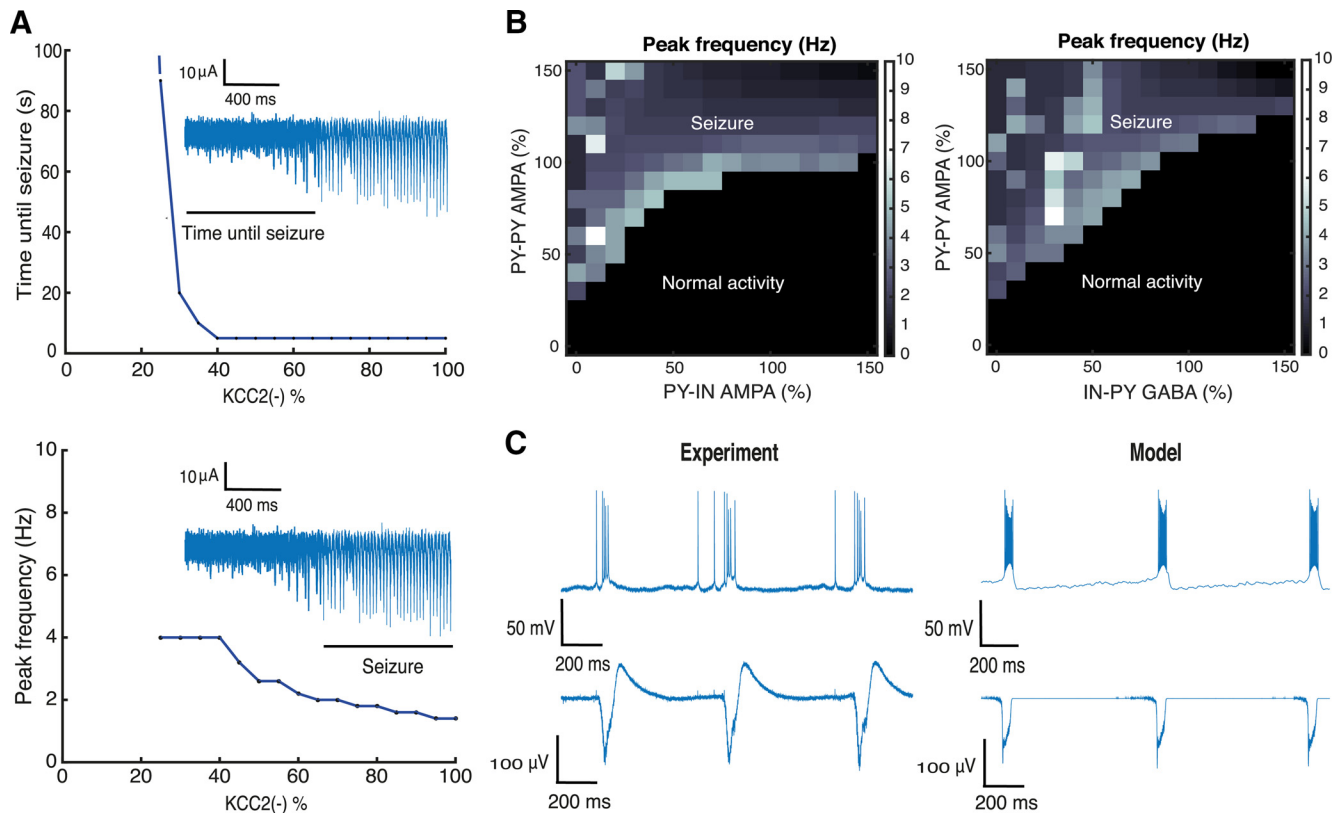 A
Time until seizure (s)
100
80
60
40
20
0
10 µA
400 ms
Time until seizure
0 20 40 60 80 100
KCC2(-) %
Peak frequency (Hz)
10
8
6
4
2
0
10 µA
400 ms
Seizure
0 20 40 60 80 100
KCC2(-) %
B
Peak frequency (Hz)
PY-PY AMPA (%)
150
100
50
0
Seizure
Normal activity
0 50 100 150
PY-IN AMPA (%)
10
9
8
7
6
5
4
3
2
1
0
Peak frequency (Hz)
PY-PY AMPA (%)
150
100
50
0
Seizure
Normal activity
0 50 100 150
IN-PY GABA (%)
10
9
8
7
6
5
4
3
2
1
0
C
Experiment
50 mV
200 ms
100 µV
200 ms
Model
50 mV
200 ms
100 µV
200 ms